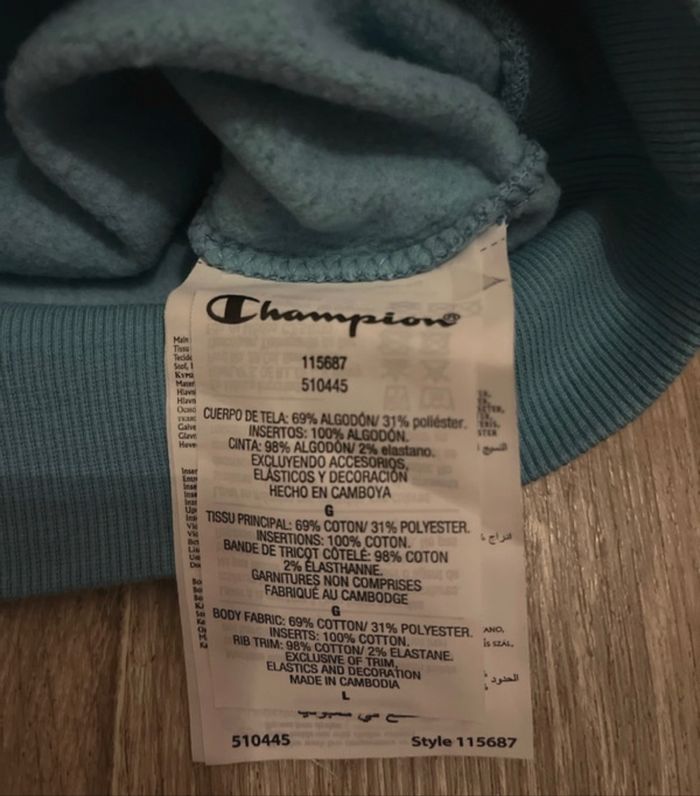 Champion®
115687
510445
CUERPO DE TELA: 69% ALGODÓN/ 31% poliéster.
INSERTOS: 100% ALGODÓN.
CINTA: 98% ALGODÓN/ 2% elastano.
EXCLUYENDO ACCESORIOS,
ELÁSTICOS Y DECORACIÓN
HECHO EN CAMBOYA
G
TISSU PRINCIPAL: 69% COTON/ 31% POLYESTER.
INSERTIONS: 100% COTON.
BANDE DE TRICOT CÔTELÉ: 98% COTON
2% ÉLASTHANNE.
GARNITURES NON COMPRISES
FABRIQUÉ AU CAMBODGE
G
BODY FABRIC: 69% COTTON/ 31% POLYESTER.
INSERTS: 100% COTTON.
RIB TRIM: 98% COTTON/ 2% ELASTANE.
EXCLUSIVE OF TRIM,
ELASTICS AND DECORATION
MADE IN CAMBODIA
L
510445 Style 115687
Main
Tissu